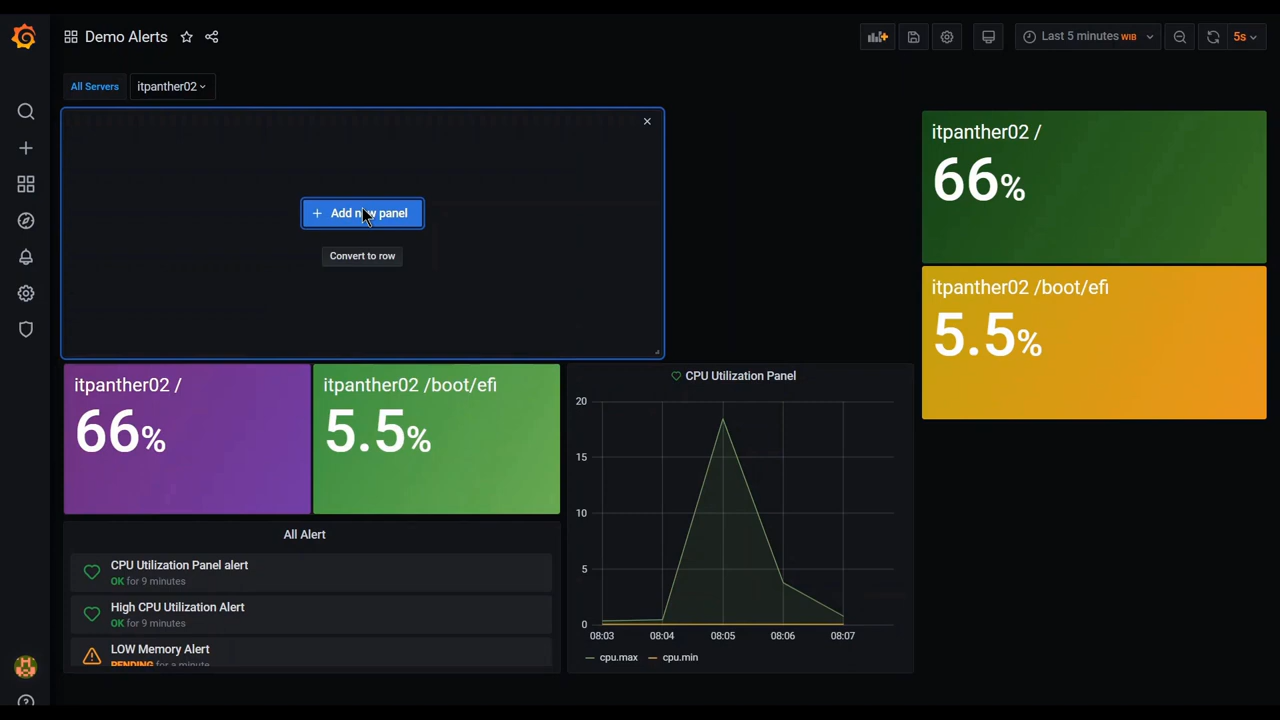 Demo Alerts
Last 5 minutes WIB
5s
All Servers
itpanther02
+ Add new panel
Convert to row
itpanther02 /
66%
itpanther02 /boot/efi
5.5%
itpanther02 /
66%
itpanther02 /boot/efi
5.5%
CPU Utilization Panel
20
15
10
5
0
08:03 08:04 08:05 08:06 08:07
cpu.max cpu.min
All Alert
CPU Utilization Panel alert
OK for 9 minutes
High CPU Utilization Alert
OK for 9 minutes
LOW Memory Alert
PENDING for a minute